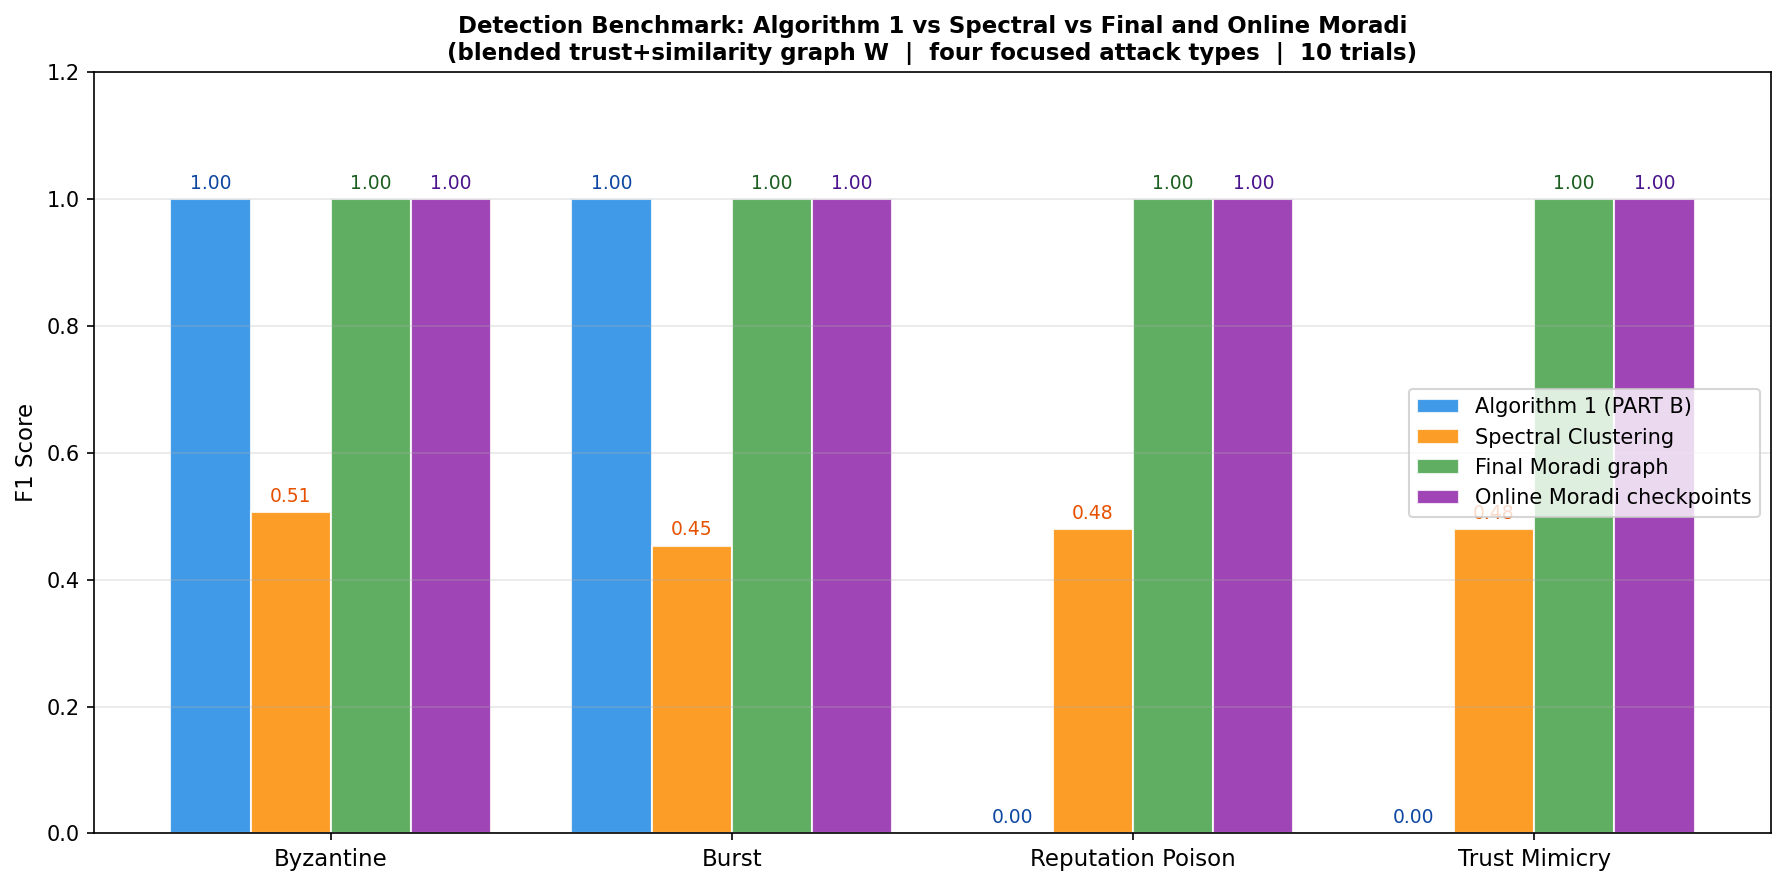 Detection Benchmark: Algorithm 1 vs Spectral vs Final and Online Moradi
(blended trust+similarity graph W | four focused attack types | 10 trials)
F1 Score
1.2
1.0
0.8
0.6
0.4
0.2
0.0
1.00
0.51
1.00
1.00
1.00
0.45
1.00
1.00
0.00
0.48
1.00
1.00
0.00
0.48
1.00
1.00
Algorithm 1 (PART B)
Spectral Clustering
Final Moradi graph
Online Moradi checkpoints
Byzantine
Burst
Reputation Poison
Trust Mimicry